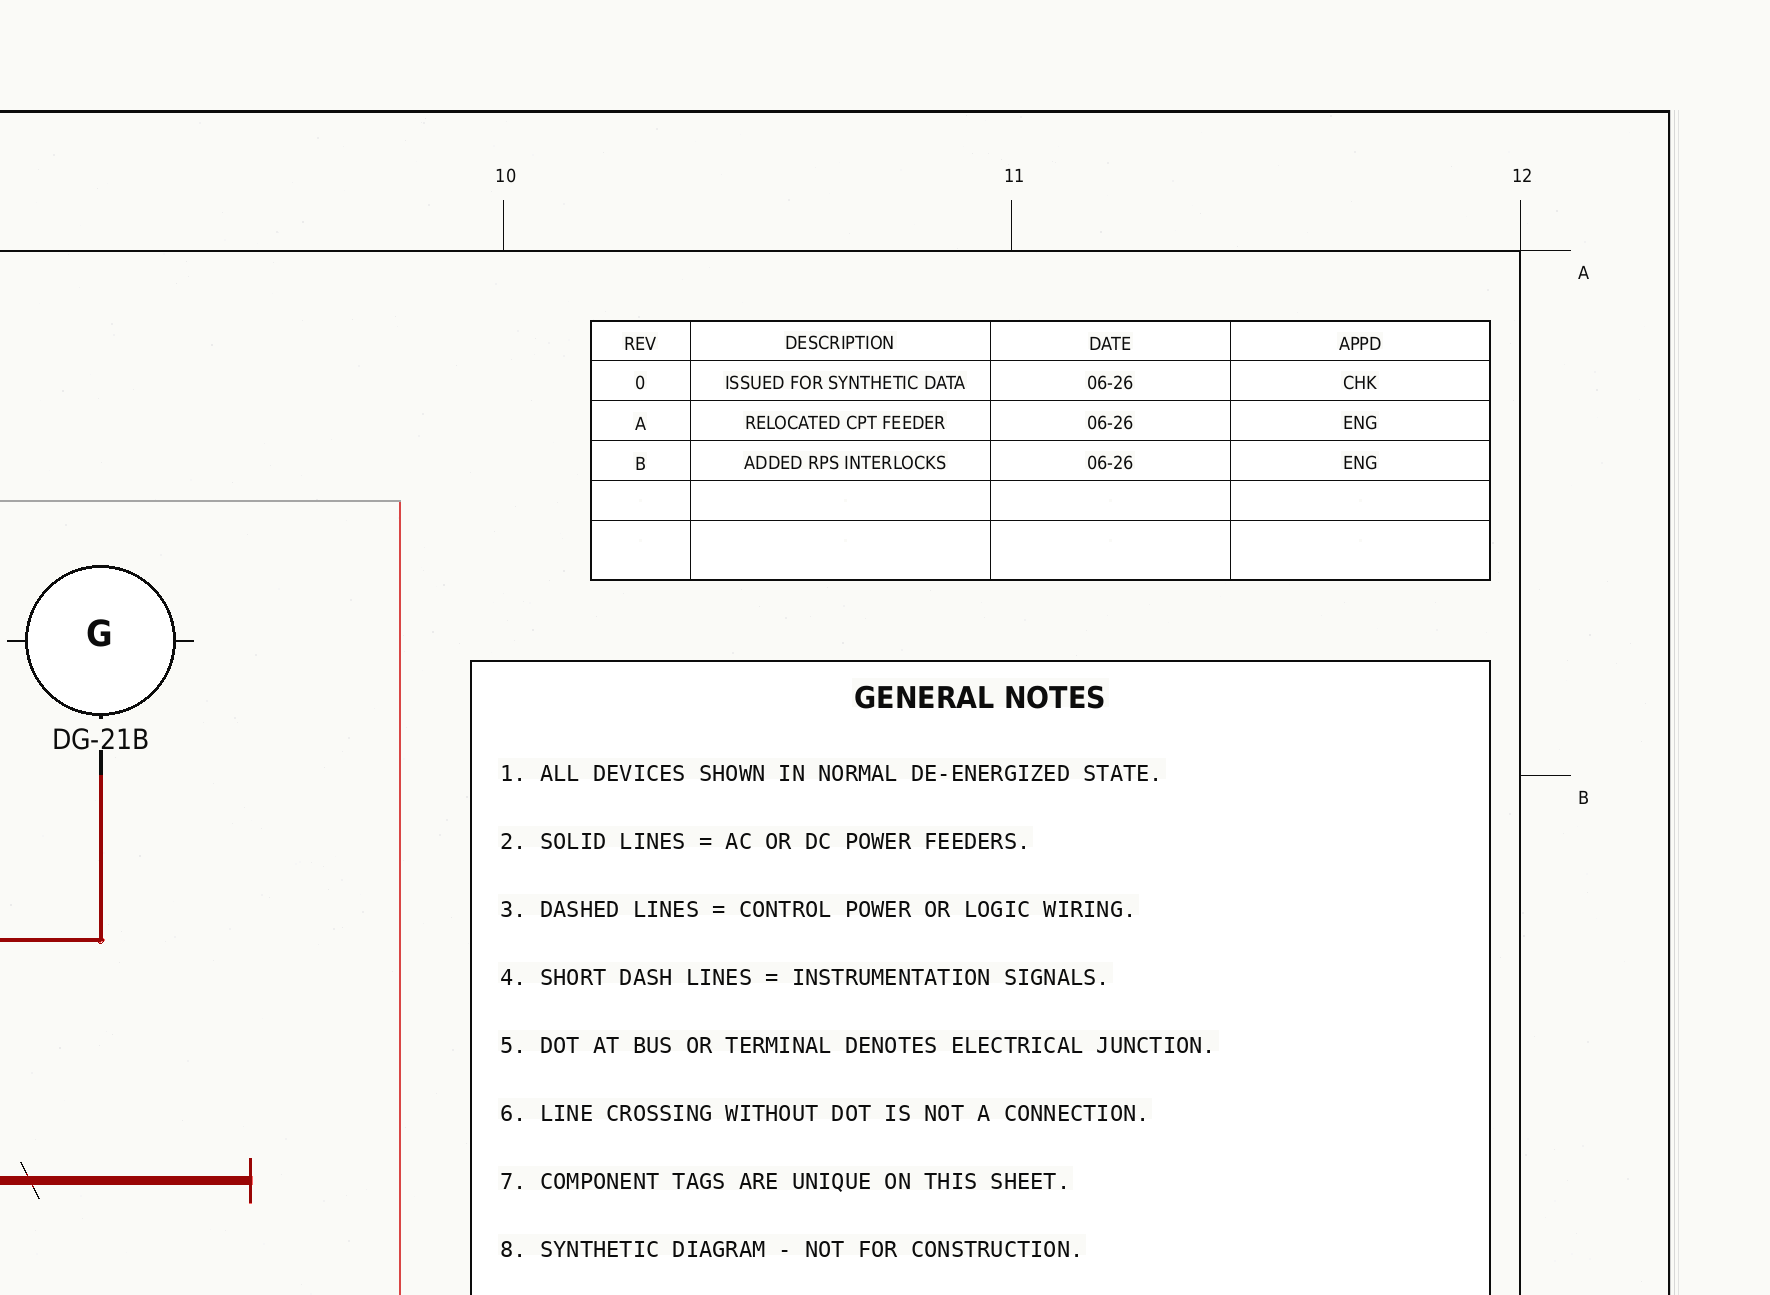 10 11 12
A
REV DESCRIPTION DATE APPD
0 ISSUED FOR SYNTHETIC DATA 06-26 CHK
A RELOCATED CPT FEEDER 06-26 ENG
B ADDED RPS INTERLOCKS 06-26 ENG
G
DG-21B
GENERAL NOTES
1. ALL DEVICES SHOWN IN NORMAL DE-ENERGIZED STATE.
B
2. SOLID LINES = AC OR DC POWER FEEDERS.
3. DASHED LINES = CONTROL POWER OR LOGIC WIRING.
4. SHORT DASH LINES = INSTRUMENTATION SIGNALS.
5. DOT AT BUS OR TERMINAL DENOTES ELECTRICAL JUNCTION.
6. LINE CROSSING WITHOUT DOT IS NOT A CONNECTION.
7. COMPONENT TAGS ARE UNIQUE ON THIS SHEET.
8. SYNTHETIC DIAGRAM - NOT FOR CONSTRUCTION.